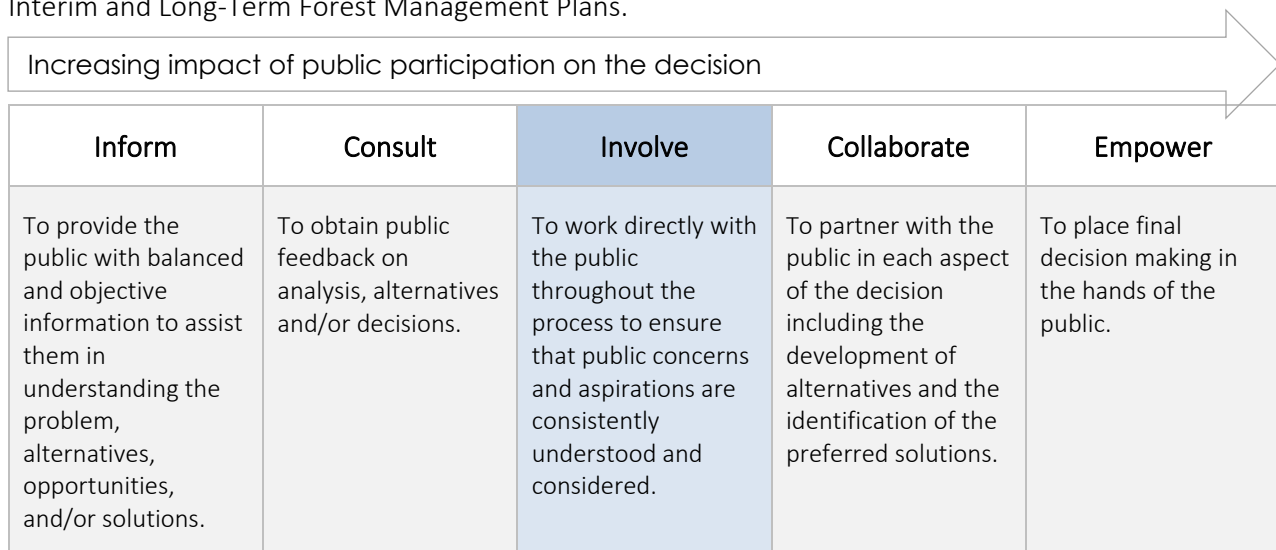 Interim and Long-Term Forest Management Plans.
Increasing impact of public participation on the decision
Inform
Consult
Involve
Collaborate
Empower
To provide the
public with balanced
and objective
information to assist
them in
understanding the
problem,
alternatives,
opportunities,
and/or solutions.
To obtain public
feedback on
analysis, alternatives
and/or decisions.
To work directly with
the public
throughout the
process to ensure
that public concerns
and aspirations are
consistently
understood and
considered.
To partner with the
public in each aspect
of the decision
including the
development of
alternatives and the
identification of the
preferred solutions.
To place final
decision making in
the hands of the
public.